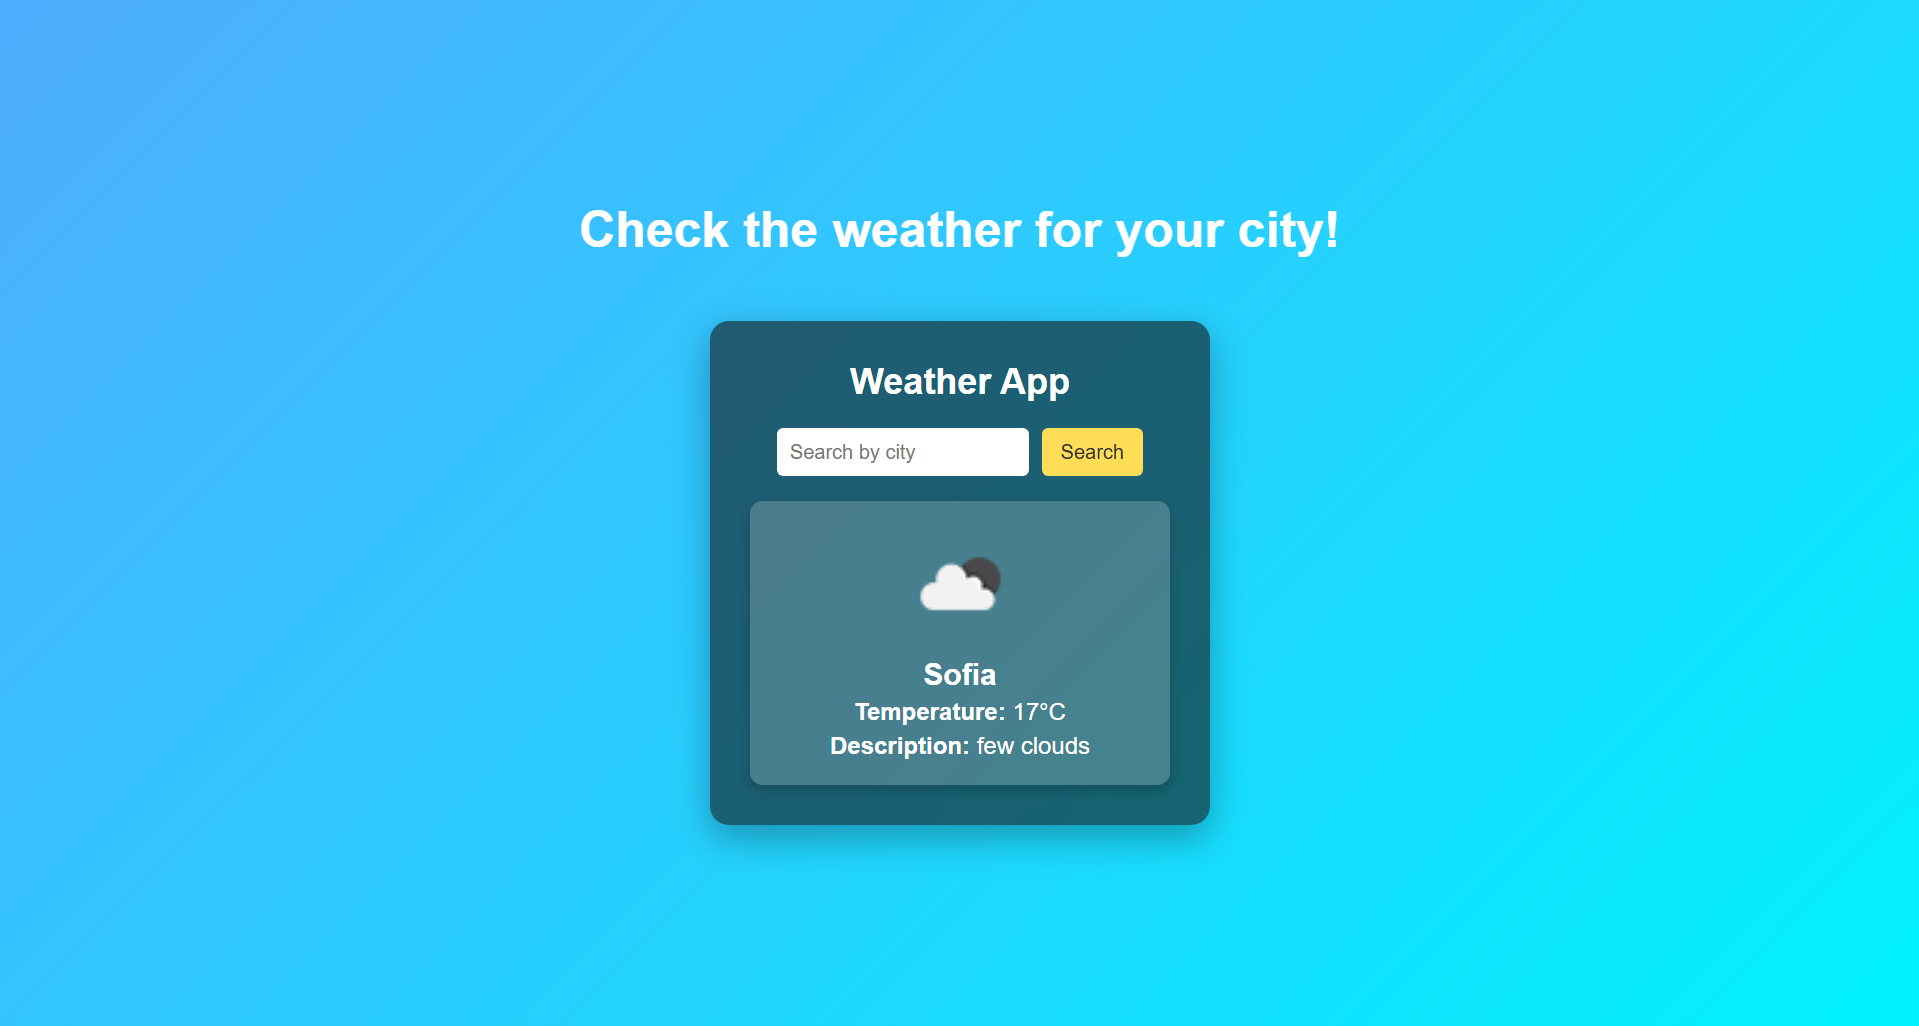 Check the weather for your city!
Weather App
Search by city
Search
Sofia
Temperature: 17°C
Description: few clouds